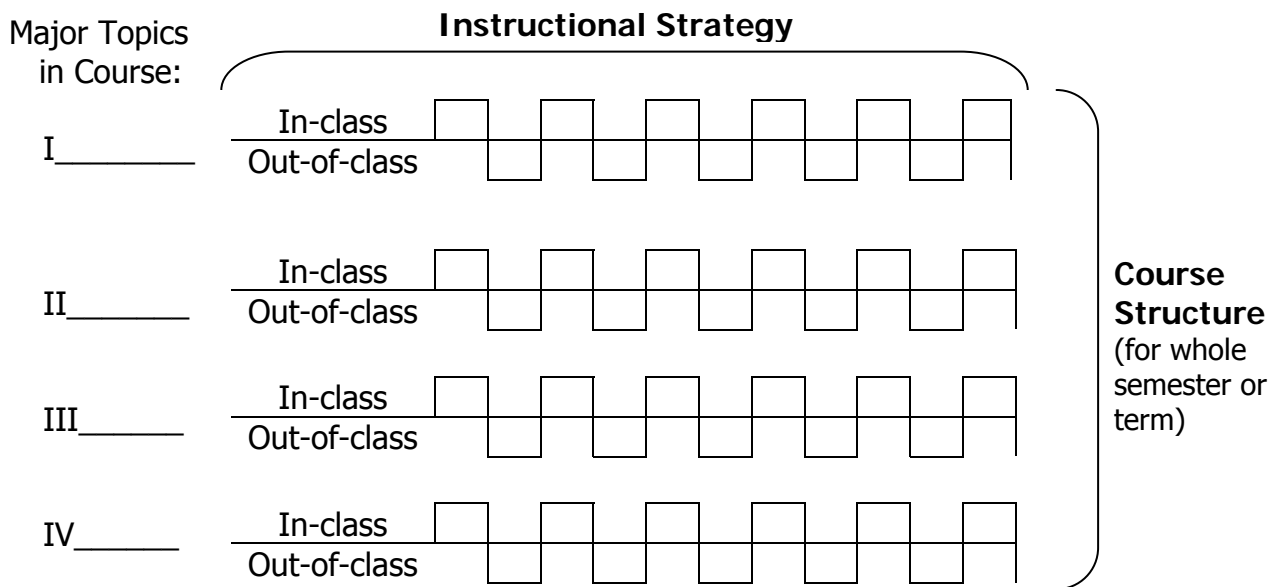 Instructional Strategy
Major Topics
in Course:
I________
In-class
Out-of-class
II_______
In-class
Out-of-class
III______
In-class
Out-of-class
IV______
In-class
Out-of-class
Course
Structure
(for whole
semester or
term)